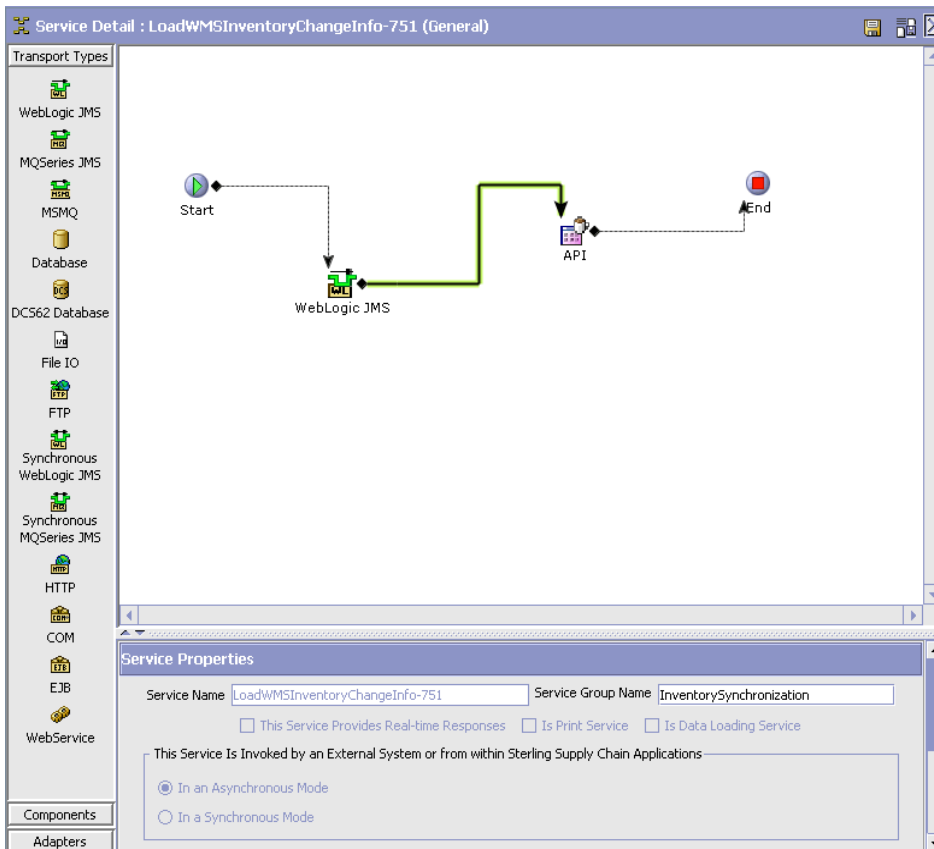 Service Detail : LoadWMSInventoryChangeInfo-751 (General)
Transport Types
WebLogic JMS
MQSeries JMS
MSMQ
Database
DCS62 Database
File IO
FTP
Synchronous
WebLogic JMS
Synchronous
MQSeries JMS
HTTP
COM
EJB
WebService
Components
Adapters
Start
WebLogic JMS
API
End
Service Properties
Service Name LoadWMSInventoryChangeInfo-751 Service Group Name InventorySynchronization
This Service Provides Real-time Responses Is Print Service Is Data Loading Service
This Service Is Invoked by an External System or from within Sterling Supply Chain Applications
In an Asynchronous Mode
In a Synchronous Mode